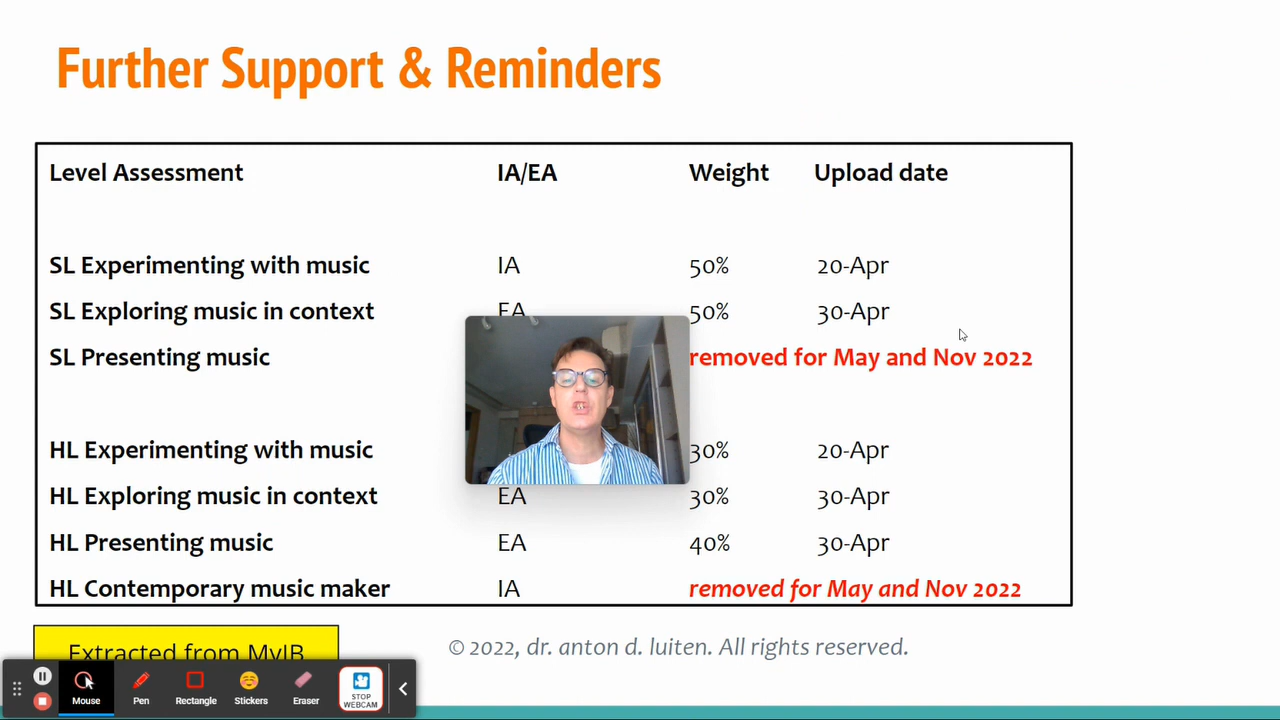 Further Support & Reminders
Level Assessment IA/EA Weight Upload date
SL Experimenting with music IA 50% 20-Apr
SL Exploring music in context EA 50% 30-Apr
SL Presenting music removed for May and Nov 2022
HL Experimenting with music 30% 20-Apr
HL Exploring music in context EA 30% 30-Apr
HL Presenting music EA 40% 30-Apr
HL Contemporary music maker IA removed for May and Nov 2022
Extracted from MyIB
© 2022, dr. anton d. luiten. All rights reserved.
Mouse Pen Rectangle Stickers Eraser STOP WEBCAM